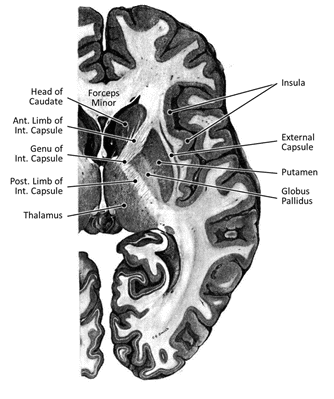 Forceps
Minor
Head of
Caudate
Ant. Limb of
Int. Capsule
Genu of
Int. Capsule
Post. Limb of
Int. Capsule
Thalamus
Insula
External
Capsule
Putamen
Globus
Pallidus